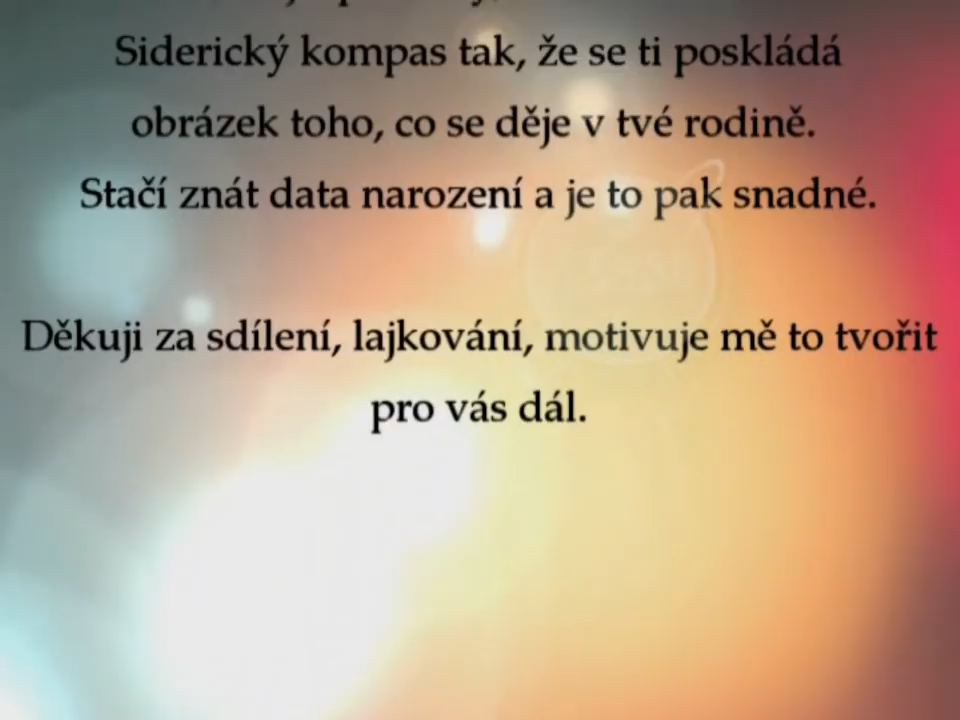 Siderický kompas tak, že se ti poskládá
obrázek toho, co se děje v tvé rodině.
Stačí znát data narození a je to pak snadné.
Děkuji za sdílení, lajkování, motivuje mě to tvořit
pro vás dál.